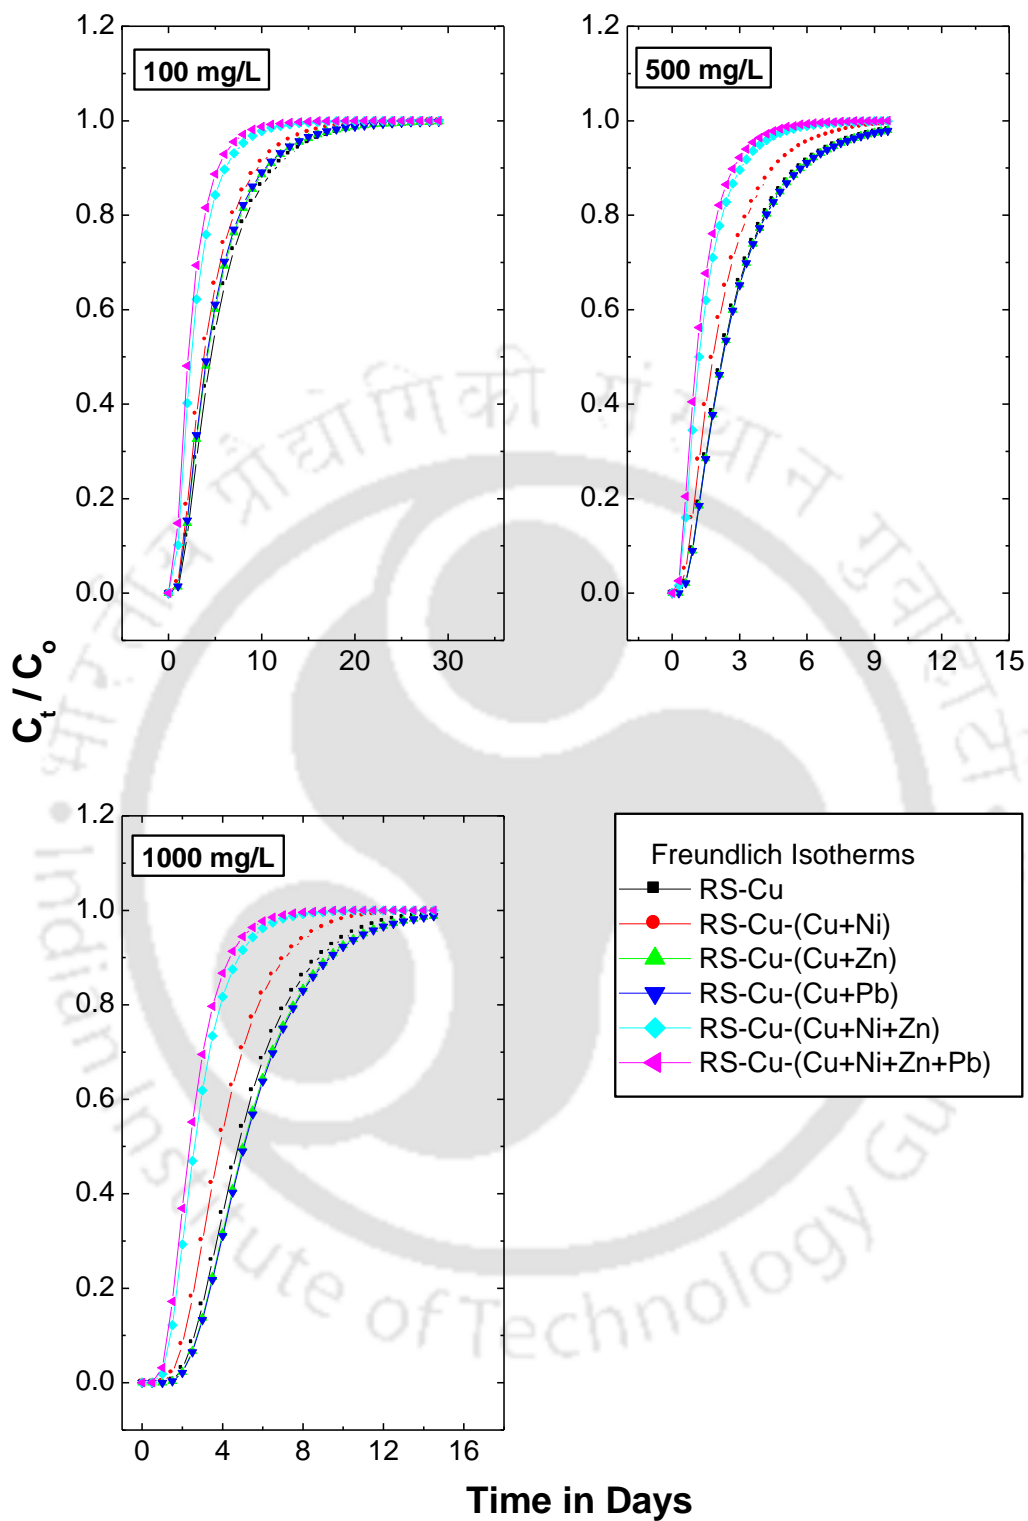 1.2
1.0
0.8
0.6
0.4
0.2
0.0
100 mg/L
0 10 20 30
1.2
1.0
0.8
0.6
0.4
0.2
0.0
500 mg/L
0 3 6 9 12 15
Ct / Co
1.2
1.0
0.8
0.6
0.4
0.2
0.0
1000 mg/L
0 4 8 12 16
Freundlich Isotherms
RS-Cu
RS-Cu-(Cu+Ni)
RS-Cu-(Cu+Zn)
RS-Cu-(Cu+Pb)
RS-Cu-(Cu+Ni+Zn)
RS-Cu-(Cu+Ni+Zn+Pb)
Time in Days
Indian Institute of Technology